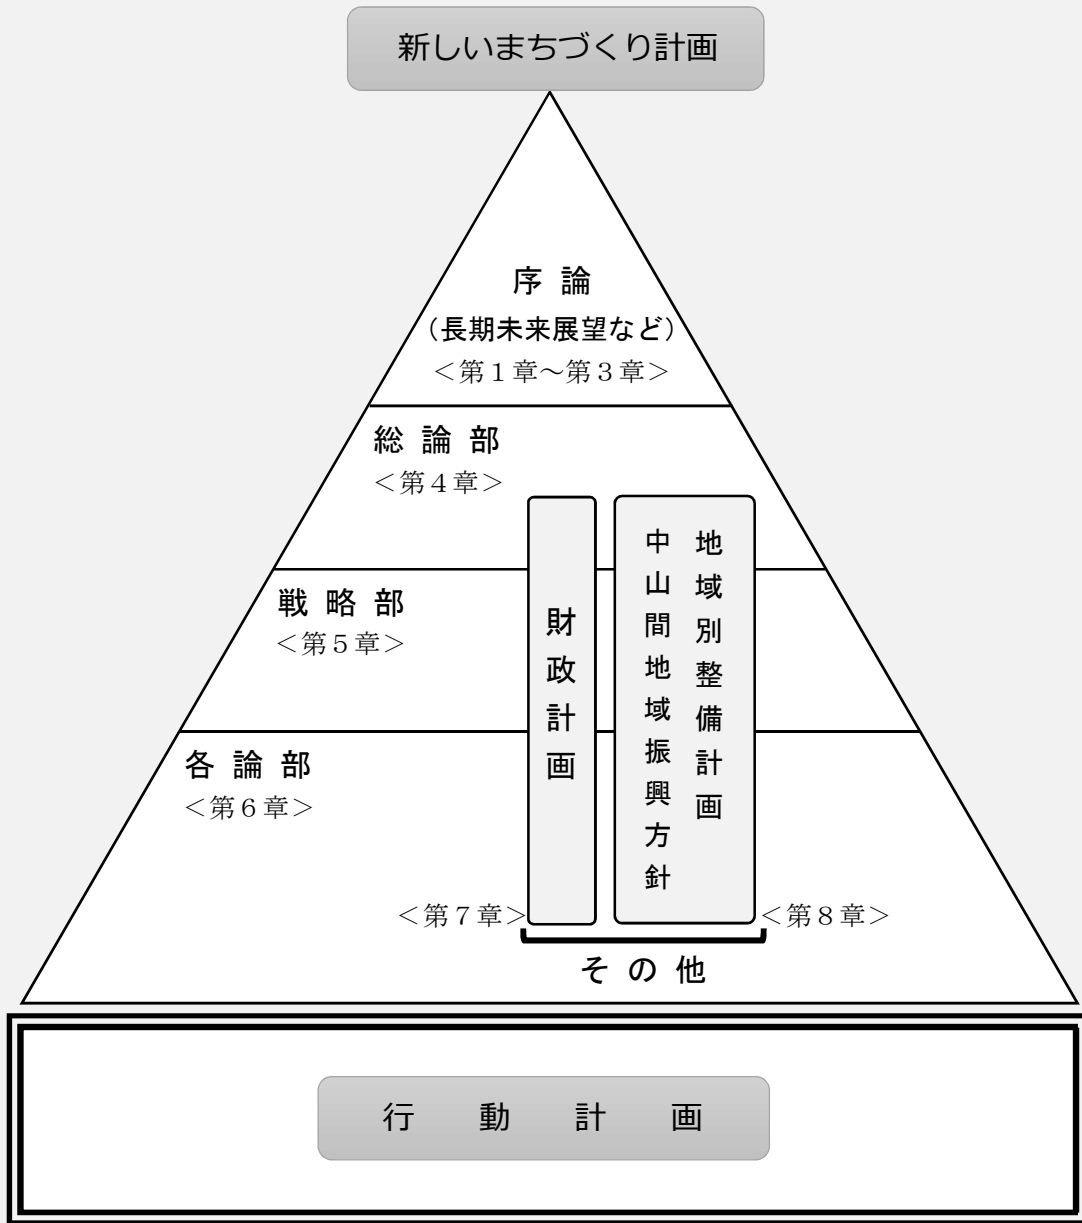 新しいまちづくり計画
序論
(長期未来展望など)
＜第１章～第３章＞
総論部
＜第４章＞
戦略部
＜第５章＞
各論部
＜第６章＞
財政計画
＜第７章＞
地域別整備計画
中山間地域振興方針
＜第８章＞
その他
行動計画